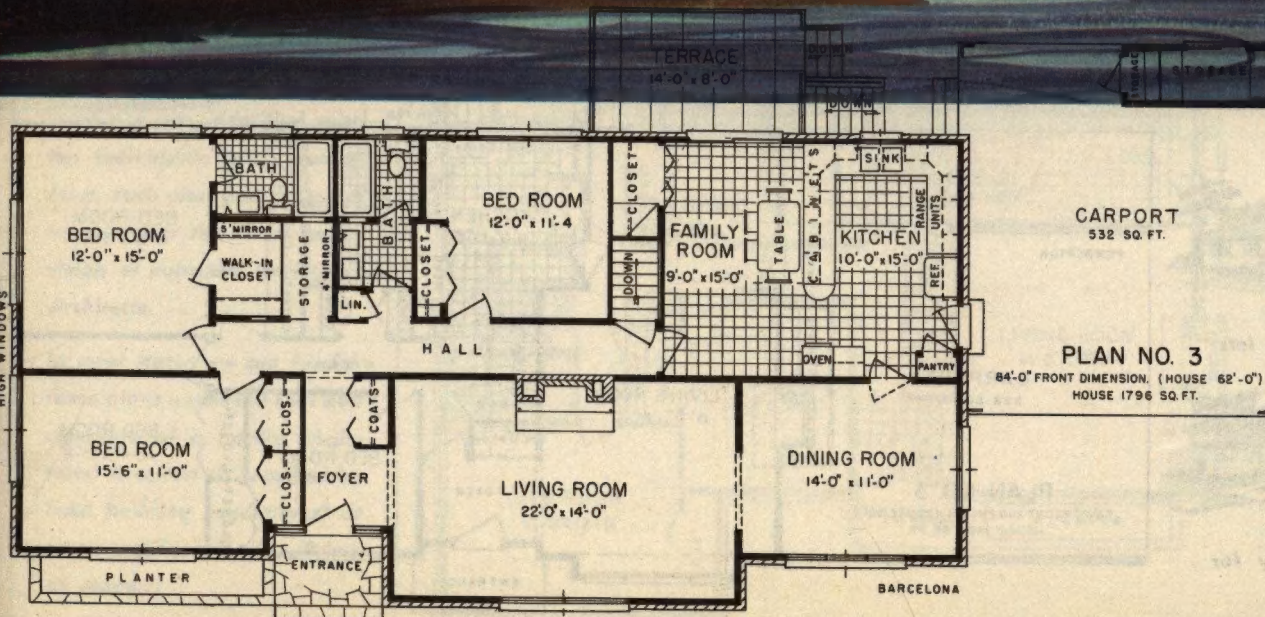 TERRACE
14'-0" x 8'-0"
DOWN
DOWN
STORAGE
STORAGE
BED ROOM
12'-0" x 15'-0"
BATH
5' MIRROR
WALK-IN
CLOSET
STORAGE
4' MIRROR
BATH
LIN.
CLOSET
BED ROOM
12'-0" x 11'-4
CLOSET
DOWN
FAMILY
ROOM
9'-0" x 15'-0"
TABLE
CABINETS
SINK
KITCHEN
10'-0" x 15'-0"
RANGE
UNITS
REF.
OVEN
PANTRY
CARPORT
532 SQ. FT.
PLAN NO. 3
84'-0" FRONT DIMENSION. (HOUSE 62'-0")
HOUSE 1796 SQ. FT.
HIGH WINDOWS
HALL
BED ROOM
15'-6" x 11'-0"
CLOS.
CLOS.
COATS
FOYER
LIVING ROOM
22'-0" x 14'-0"
DINING ROOM
14'-0" x 11'-0"
PLANTER
ENTRANCE
BARCELONA